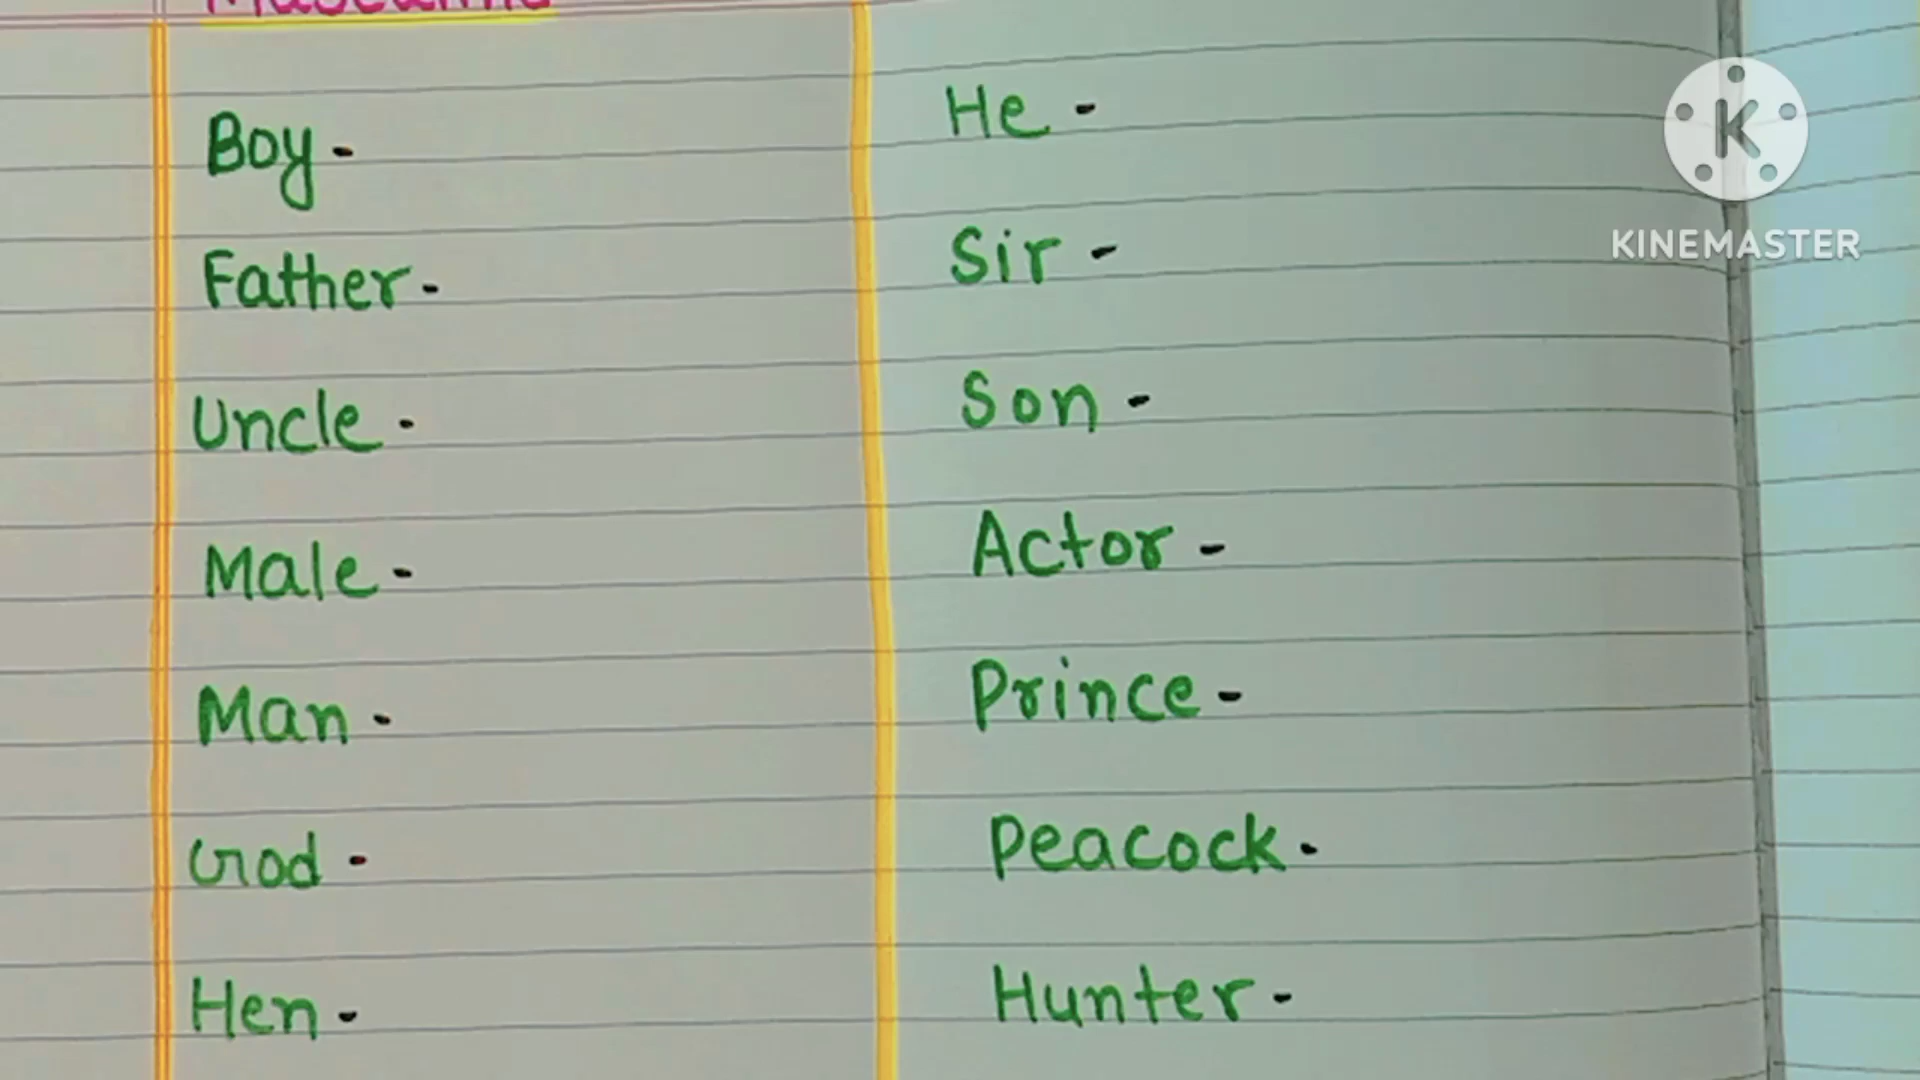 Boy -
Father -
Uncle -
Male -
Man -
God -
Hen -
He -
Sir -
Son -
Actor -
Prince -
Peacock -
Hunter -
KINEMASTER